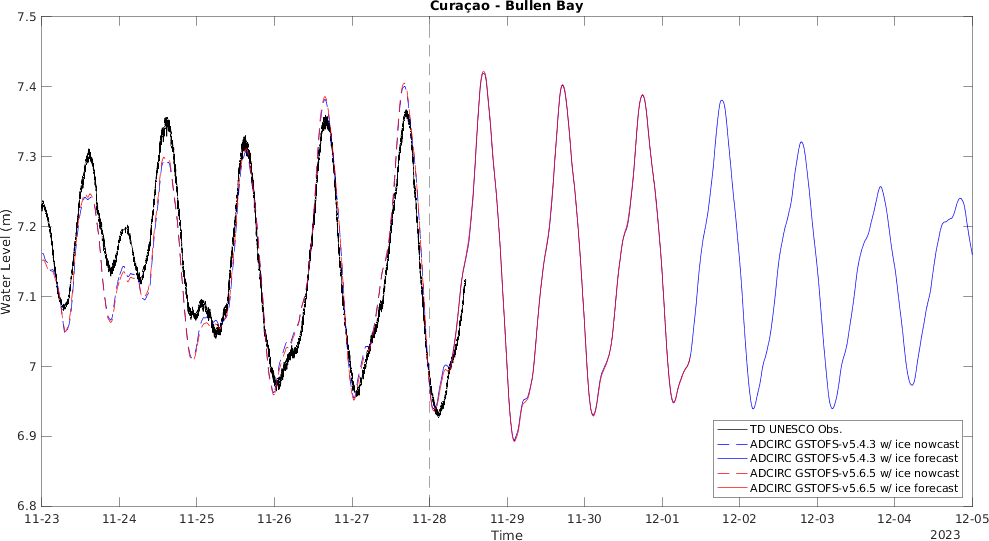 Curaçao - Bullen Bay
Water Level (m)
7.5
7.4
7.3
7.2
7.1
7
6.9
6.8
11-23
11-24
11-25
11-26
11-27
11-28
11-29
11-30
12-01
12-02
12-03
12-04
12-05
Time
2023
TD UNESCO Obs.
ADCIRC GSTOFS-v5.4.3 w/ ice nowcast
ADCIRC GSTOFS-v5.4.3 w/ ice forecast
ADCIRC GSTOFS-v5.6.5 w/ ice nowcast
ADCIRC GSTOFS-v5.6.5 w/ ice forecast